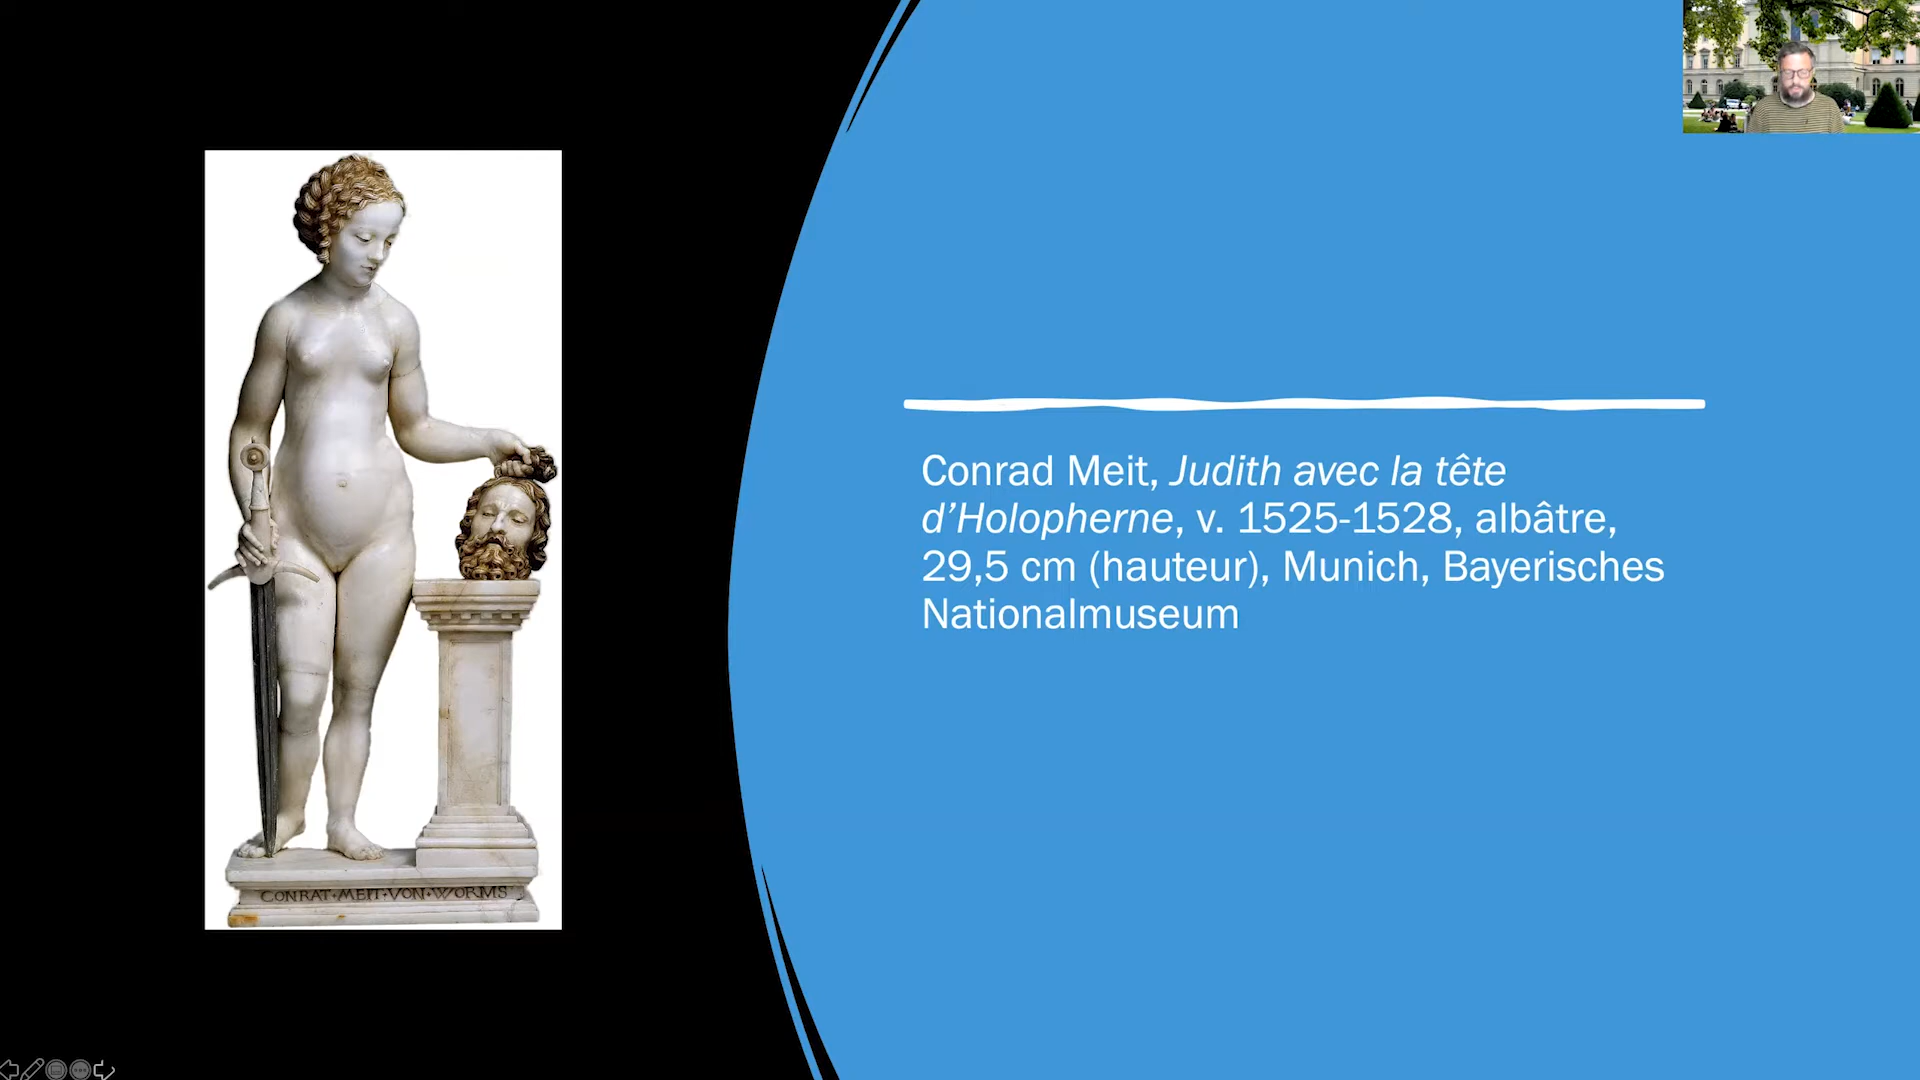 Conrad Meit, Judith avec la tête
d’Holopherne, v. 1525-1528, albâtre,
29,5 cm (hauteur), Munich, Bayerisches
Nationalmuseum
CONRAT·MEIT·VON·WORMS